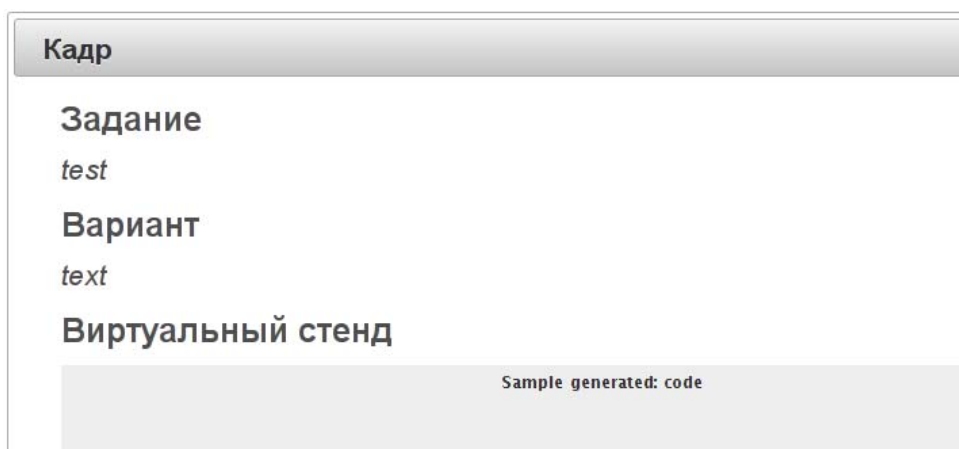 Кадр
Задание
test
Вариант
text
Виртуальный стенд
Sample generated: code